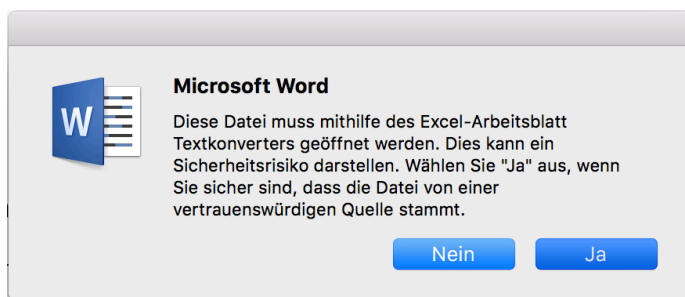 Microsoft Word
Diese Datei muss mithilfe des Excel-Arbeitsblatt
Textkonverters geöffnet werden. Dies kann ein
Sicherheitsrisiko darstellen. Wählen Sie "Ja" aus, wenn
Sie sicher sind, dass die Datei von einer
vertrauenswürdigen Quelle stammt.
W
Nein Ja